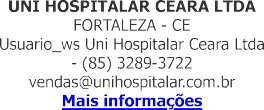 UNI HOSPITALAR CEARA LTDA
FORTALEZA - CE
Usuario_ws Uni Hospitalar Ceara Ltda
- (85) 3289-3722
vendas@unihospitalar.com.br
Mais informações